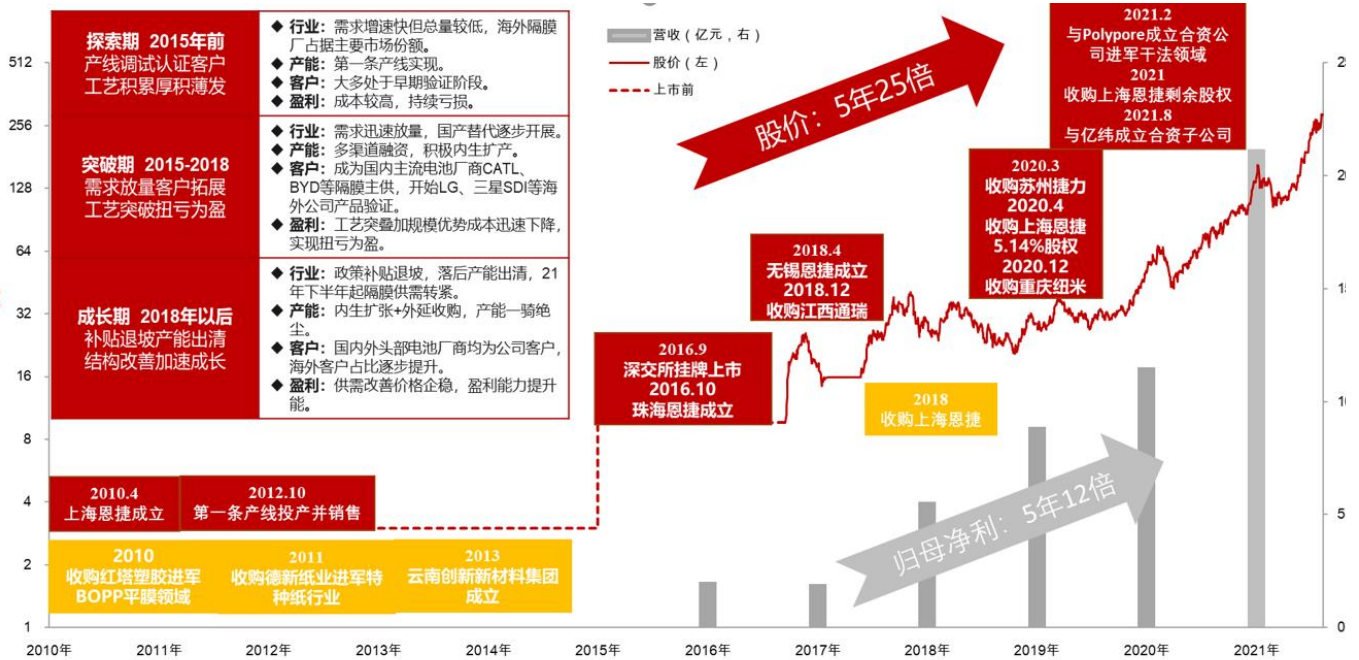 探索期 2015年前
产线调试认证客户
工艺积累厚积薄发
◆ 行业：需求增速快但总量较低，海外隔膜
厂占据主要市场份额。
◆ 产能：第一条产线实现。
◆ 客户：大多处于早期验证阶段。
◆ 盈利：成本较高，持续亏损。
突破期 2015-2018
需求放量客户拓展
工艺突破扭亏为盈
◆ 行业：需求迅速放量，国产替代逐步开展。
◆ 产能：多渠道融资，积极内生扩产。
◆ 客户：成为国内主流电池厂商CATL、
BYD等隔膜主供，开始LG、三星SDI等海
外公司产品验证。
◆ 盈利：工艺突叠加规模优势成本迅速下降，
实现扭亏为盈。
成长期 2018年以后
补贴退坡产能出清
结构改善加速成长
◆ 行业：政策补贴退坡，落后产能出清，21
年下半年起隔膜供需转紧。
◆ 产能：内生扩张+外延收购，产能一骑绝
尘。
◆ 客户：国内外头部电池厂商均为公司客户，
海外客户占比逐步提升。
◆ 盈利：供需改善价格企稳，盈利能力提升
能。
营收（亿元，右）
股价（左）
上市前
股价：5年25倍
2021.2
与Polypore成立合资公
司进军干法领域
2021
收购上海恩捷剩余股权
2021.8
与亿纬成立合资子公司
2020.3
收购苏州捷力
2020.4
收购上海恩捷
5.14%股权
2020.12
收购重庆纽米
2018.4
无锡恩捷成立
2018.12
收购江西通瑞
2016.9
深交所挂牌上市
2016.10
珠海恩捷成立
2018
收购上海恩捷
归母净利：5年12倍
2010.4
上海恩捷成立
2012.10
第一条产线投产并销售
2010
收购红塔塑胶进军
BOPP平膜领域
2011
收购德新纸业进军特
种纸行业
2013
云南创新新材料集团
成立
512
256
128
64
32
16
8
4
2
1
25
20
15
10
5
0
2010年
2011年
2012年
2013年
2014年
2015年
2016年
2017年
2018年
2019年
2020年
2021年